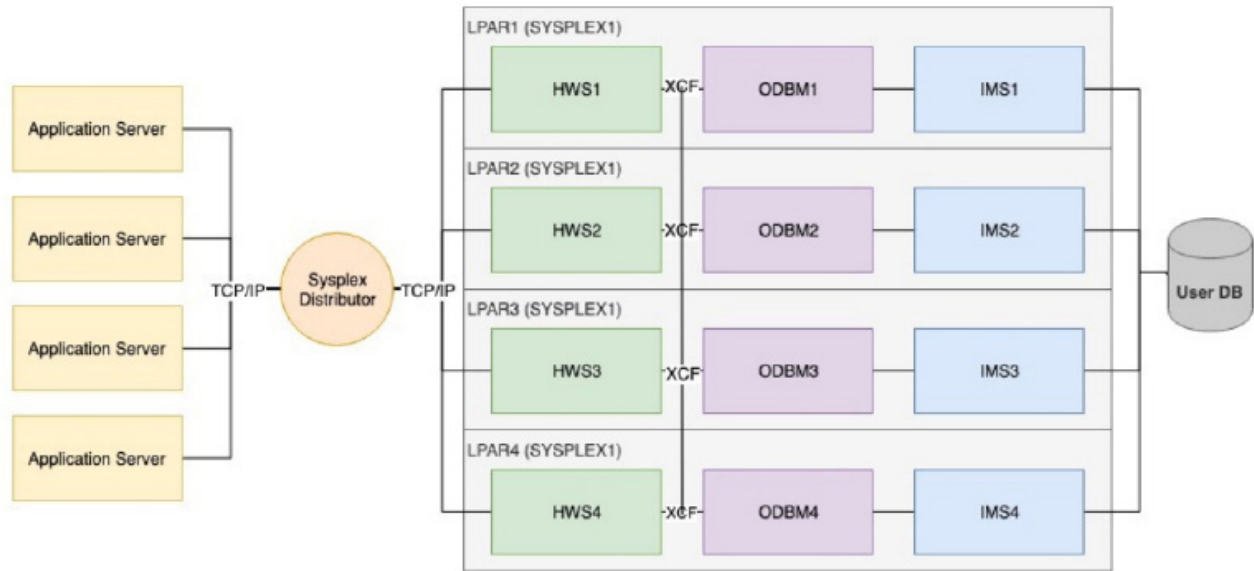 Application Server
Application Server
Application Server
Application Server
TCP/IP
Sysplex
Distributor
TCP/IP
LPAR1 (SYSPLEX1)
HWS1
XCF
ODBM1
IMS1
LPAR2 (SYSPLEX1)
HWS2
XCF
ODBM2
IMS2
LPAR3 (SYSPLEX1)
HWS3
XCF
ODBM3
IMS3
LPAR4 (SYSPLEX1)
HWS4
XCF
ODBM4
IMS4
User DB